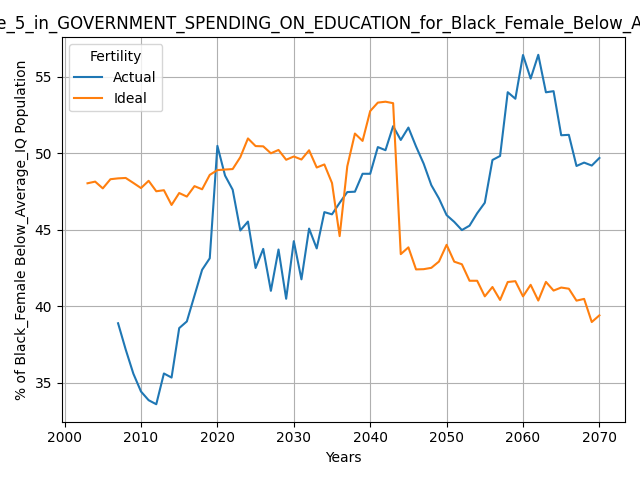 e_5_in_GOVERNMENT_SPENDING_ON_EDUCATION_for_Black_Female_Below_A
Fertility
Actual
Ideal
% of Black_Female Below_Average_IQ Population
55
50
45
40
35
2000 2010 2020 2030 2040 2050 2060 2070
Years